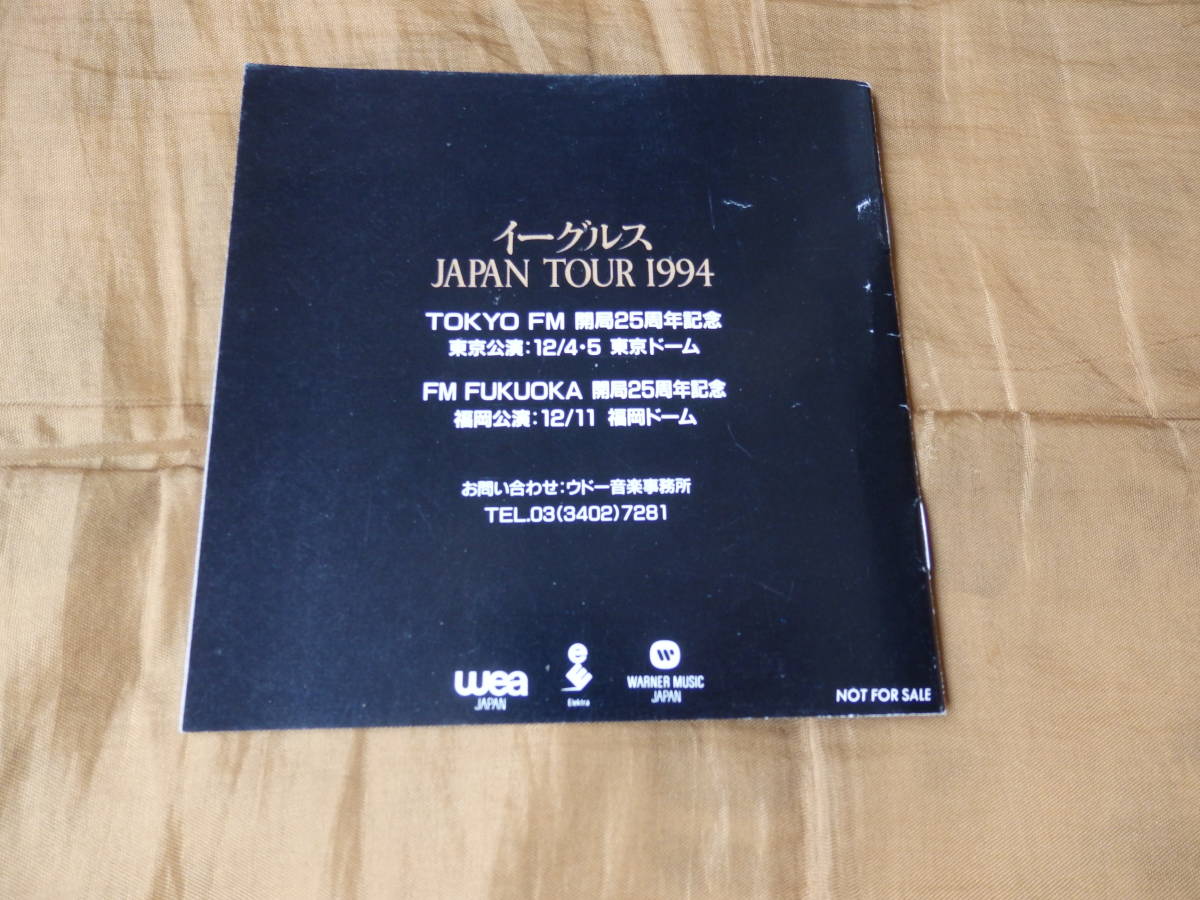 イーグルス
JAPAN TOUR 1994
TOKYO FM 開局25周年記念
東京公演：12/4・5 東京ドーム
FM FUKUOKA 開局25周年記念
福岡公演：12/11 福岡ドーム
お問い合わせ：ウドー音楽事務所
TEL.03(3402)7281
wea
JAPAN
e
Elektra
WARNER MUSIC
JAPAN
NOT FOR SALE